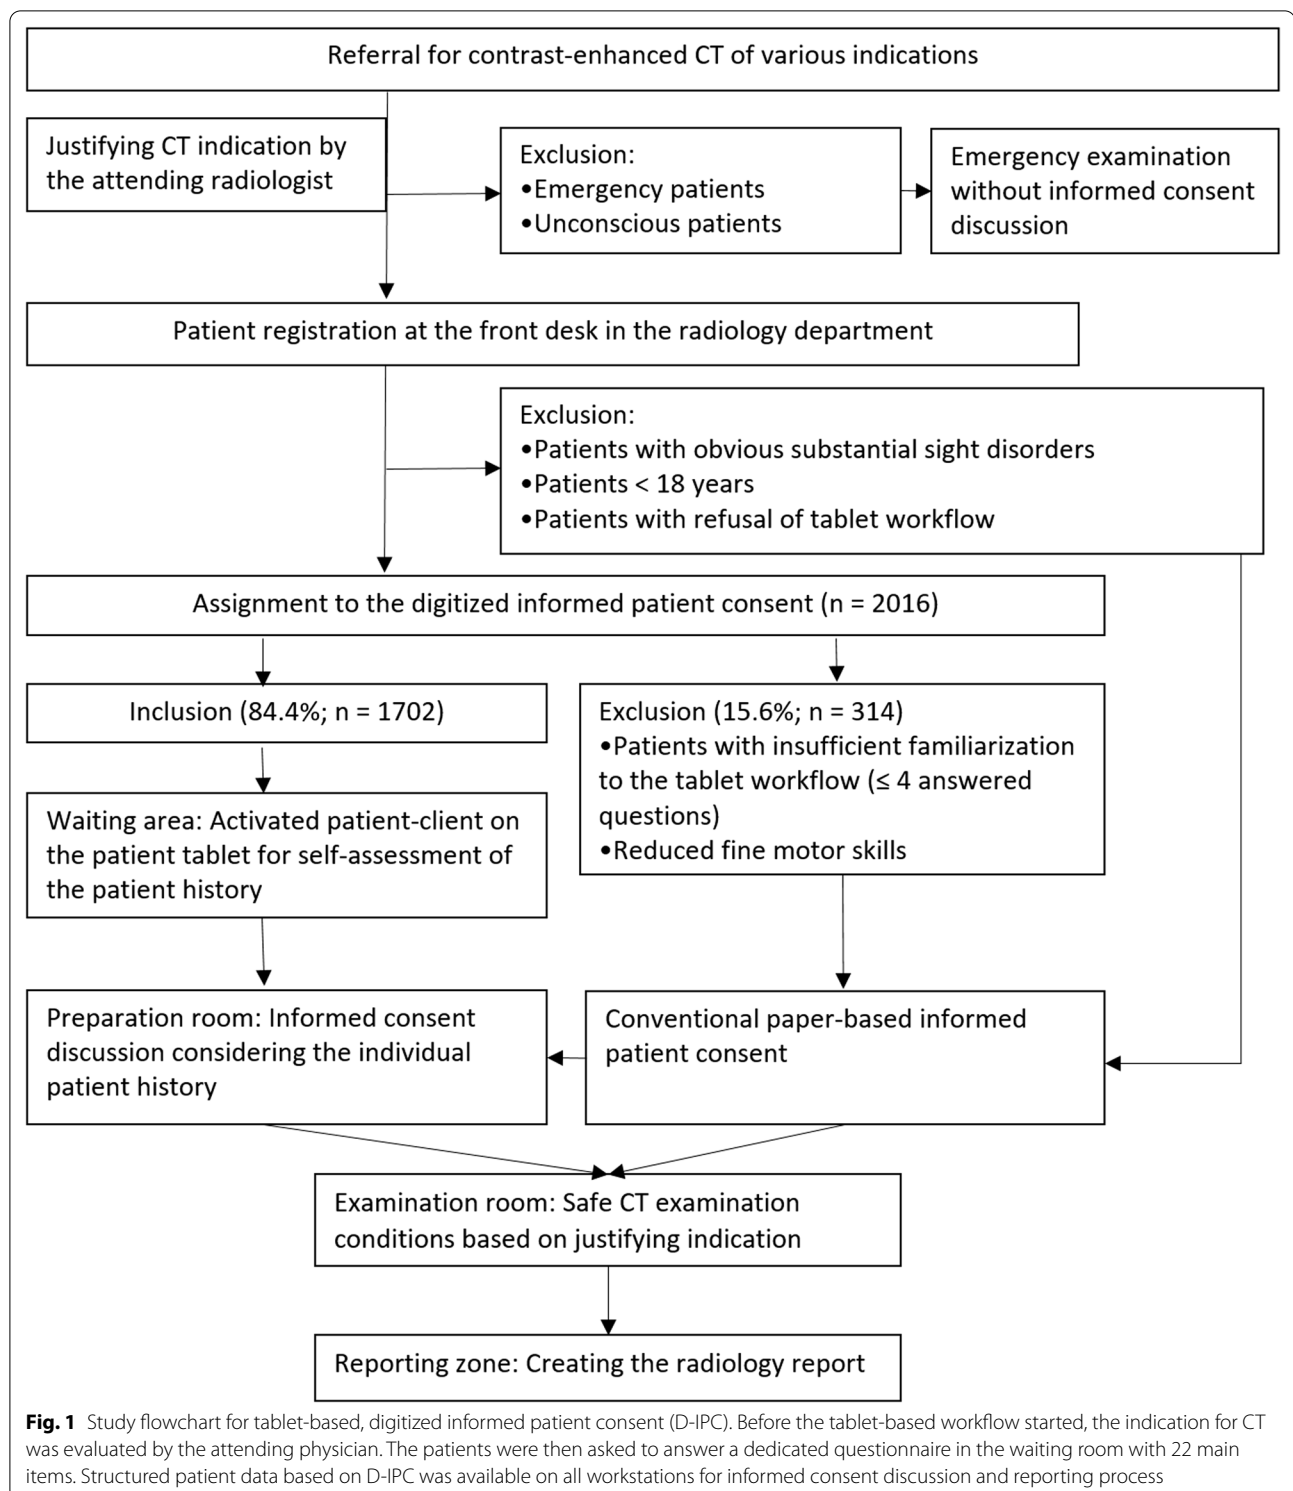 Referral for contrast-enhanced CT of various indications
Justifying CT indication by
the attending radiologist
Exclusion:
•Emergency patients
•Unconscious patients
Emergency examination
without informed consent
discussion
Patient registration at the front desk in the radiology department
Exclusion:
•Patients with obvious substantial sight disorders
•Patients < 18 years
•Patients with refusal of tablet workflow
Assignment to the digitized informed patient consent (n = 2016)
Inclusion (84.4%; n = 1702)
Exclusion (15.6%; n = 314)
•Patients with insufficient familiarization
to the tablet workflow (≤ 4 answered
questions)
•Reduced fine motor skills
Waiting area: Activated patient-client on
the patient tablet for self-assessment of
the patient history
Preparation room: Informed consent
discussion considering the individual
patient history
Conventional paper-based informed
patient consent
Examination room: Safe CT examination
conditions based on justifying indication
Reporting zone: Creating the radiology report
Fig. 1 Study flowchart for tablet-based, digitized informed patient consent (D-IPC). Before the tablet-based workflow started, the indication for CT
was evaluated by the attending physician. The patients were then asked to answer a dedicated questionnaire in the waiting room with 22 main
items. Structured patient data based on D-IPC was available on all workstations for informed consent discussion and reporting process